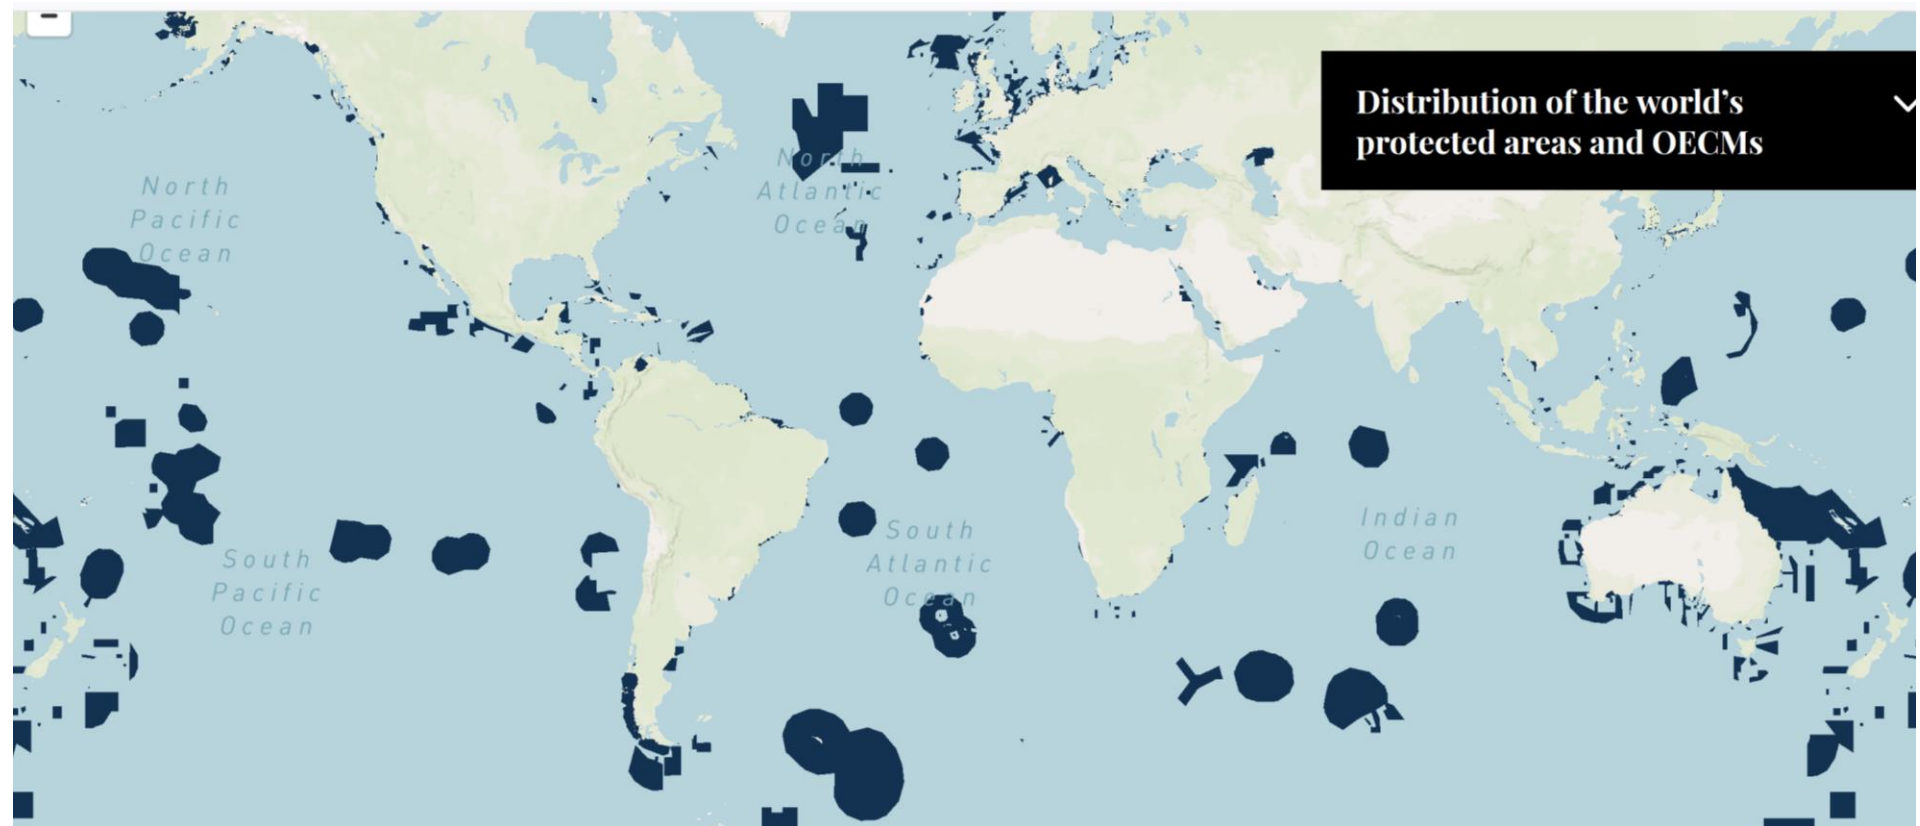 Distribution of the world’s
protected areas and OECMs
North
Atlantic
Ocean
North
Pacific
Ocean
South
Atlantic
Ocean
Indian
Ocean
South
Pacific
Ocean